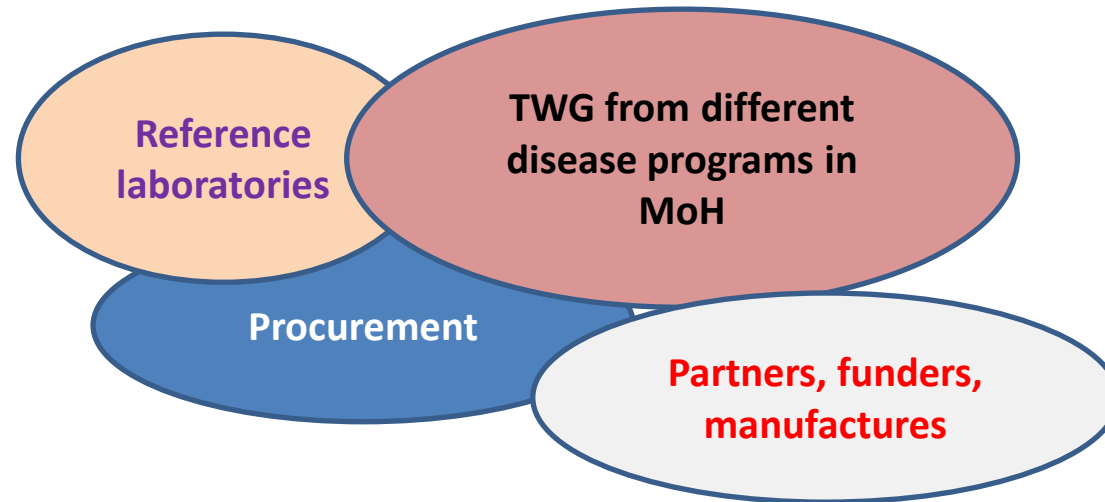 Reference
laboratories
TWG from different
disease programs in
MoH
Procurement
Partners, funders,
manufactures